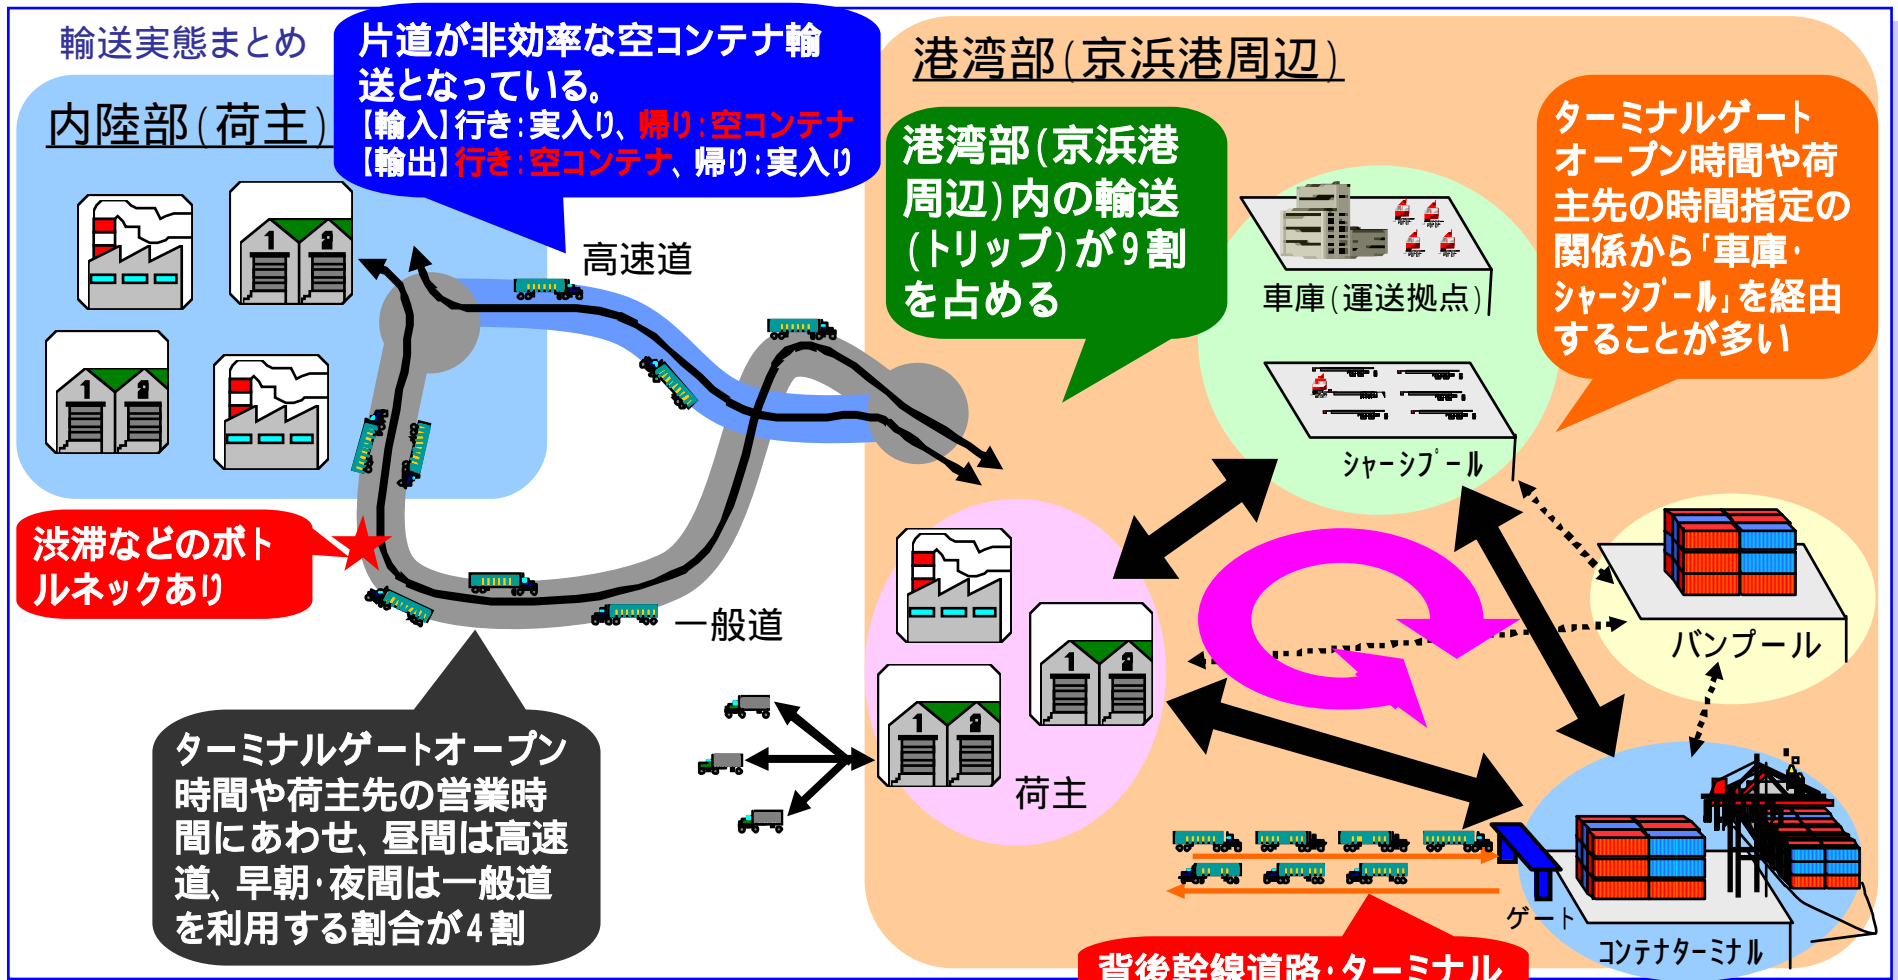 輸送実態まとめ
内陸部(荷主)
片道が非効率な空コンテナ輸
送となっている。
【輸入】行き:実入り、帰り:空コンテナ
【輸出】行き:空コンテナ、帰り:実入り
港湾部(京浜港周辺)
港湾部(京浜港
周辺)内の輸送
(トリップ)が9割
を占める
ターミナルゲート
オープン時間や荷
主先の時間指定の
関係から「車庫・
シャーシプール」を経由
することが多い
高速道
車庫(運送拠点)
シャーシプール
渋滞などのボト
ルネックあり
一般道
バンプール
ターミナルゲートオープン
時間や荷主先の営業時
間にあわせ、昼間は高速
道、早朝・夜間は一般道
を利用する割合が4割
荷主
ゲート
コンテナターミナル
背後幹線道路・ターミナル
1 2
1 2
1 2
1 2